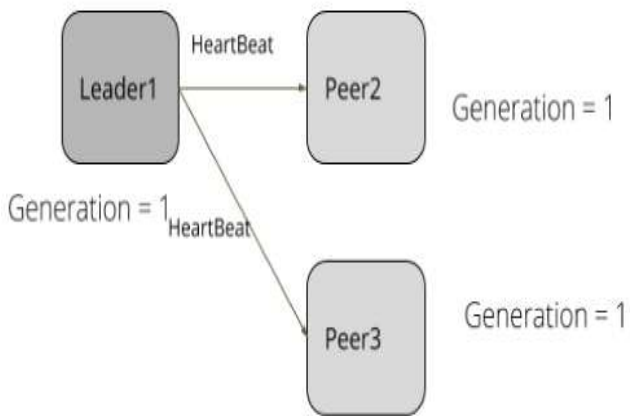 HeartBeat
Leader1
Peer2
Generation = 1
Generation = 1
HeartBeat
Generation = 1
Peer3